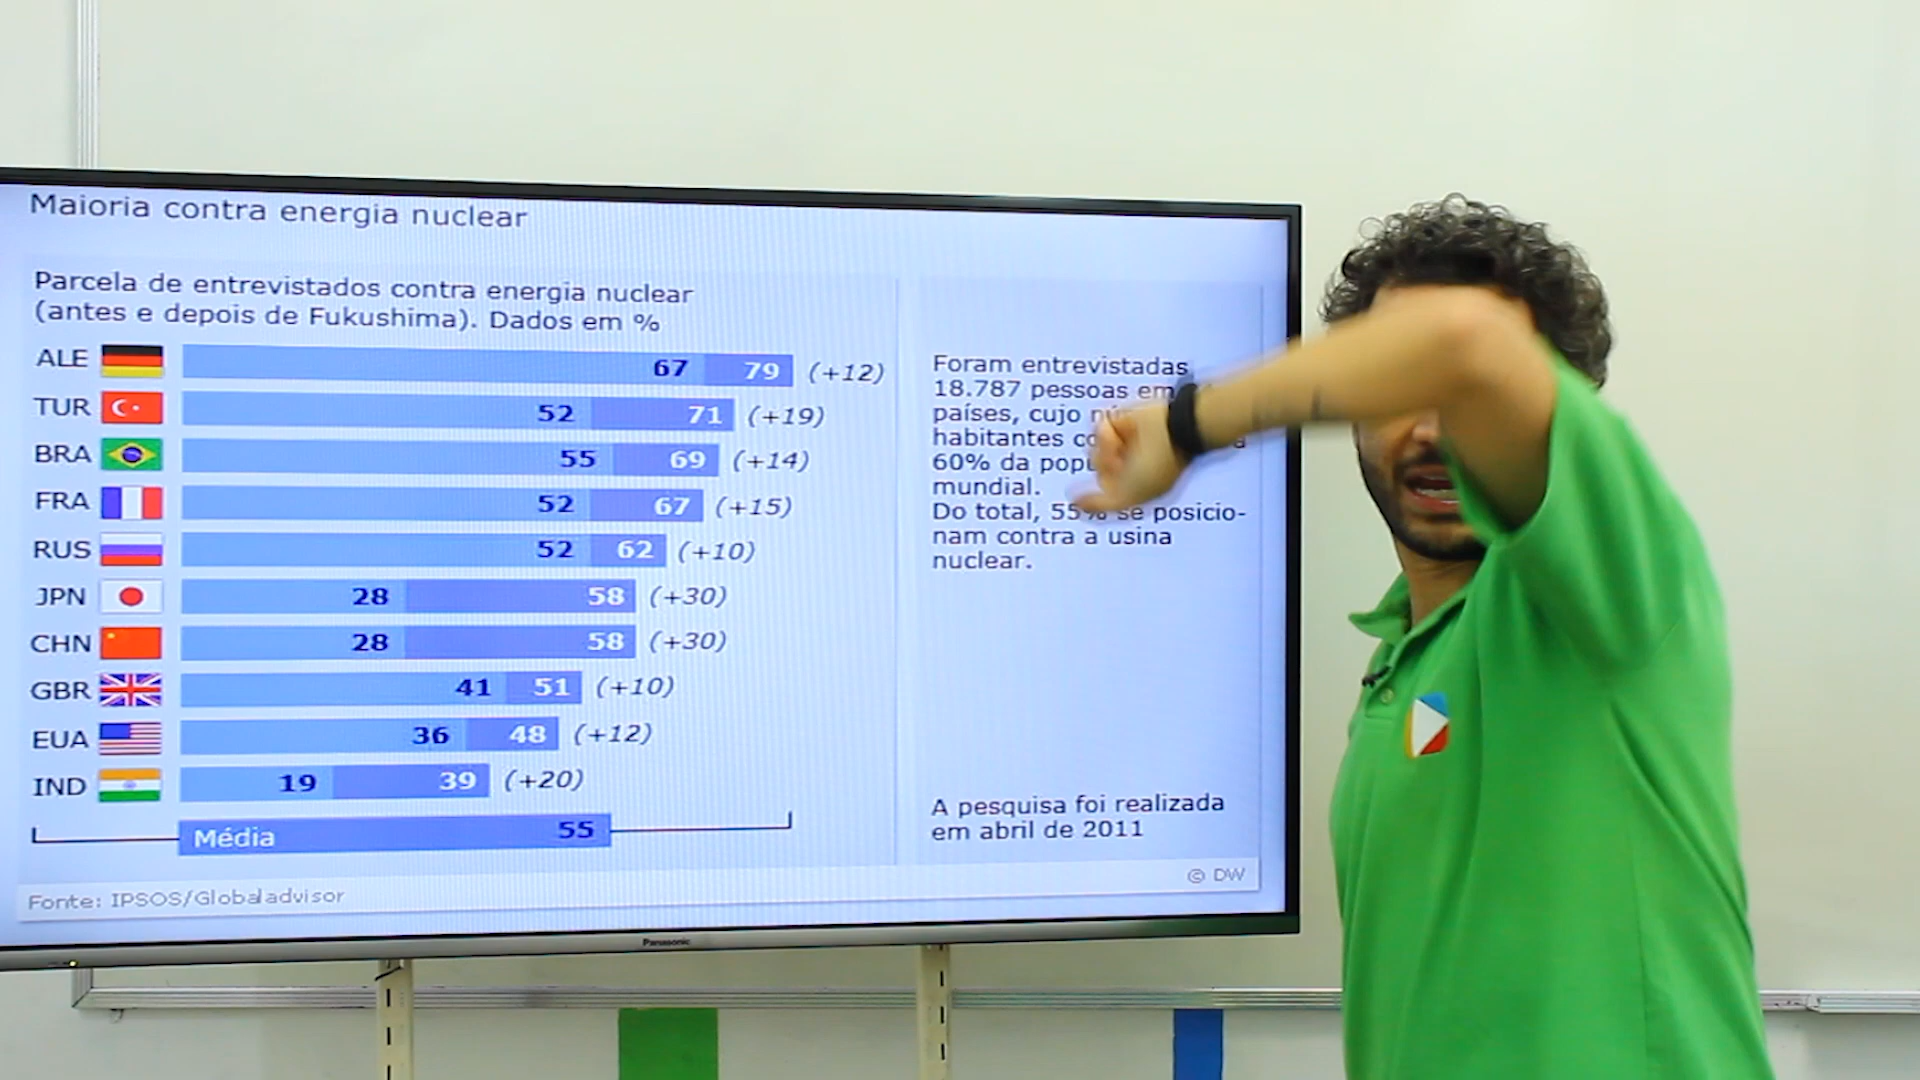 Maioria contra energia nuclear
Parcela de entrevistados contra energia nuclear
(antes e depois de Fukushima). Dados em %
ALE 67 79 (+12)
TUR 52 71 (+19)
BRA 55 69 (+14)
FRA 52 67 (+15)
RUS 52 62 (+10)
JPN 28 58 (+30)
CHN 28 58 (+30)
GBR 41 51 (+10)
EUA 36 48 (+12)
IND 19 39 (+20)
Média 55
Fonte: IPSOS/Globaladvisor
Foram entrevistadas
18.787 pessoas em
países, cujo
habitantes
60% da
mundial.
Do total, 55% se posicio-
nam contra a usina
nuclear.
A pesquisa foi realizada
em abril de 2011
© DW
Panasonic